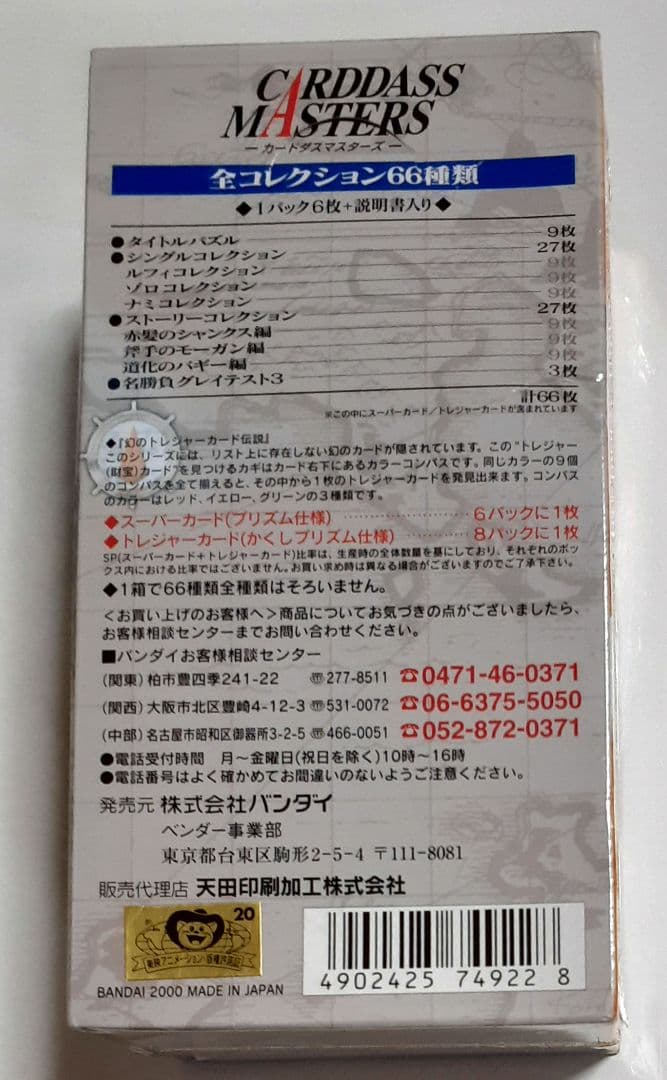 CARDDASS
MASTERS
ーカードダスマスターズー
全コレクション66種類
◆1パック6枚+説明書入り◆
●タイトルパズル 9枚
●シングルコレクション 27枚
ルフィコレクション 9枚
ゾロコレクション 9枚
ナミコレクション 9枚
●ストーリーコレクション 27枚
赤髪のシャンクス編 9枚
斧手のモーガン編 9枚
道化のバギー編 9枚
●名勝負グレイテスト3 3枚
計66枚
※この中にスーパーカード/トレジャーカードが含まれています
◆『幻のトレジャーカード伝説』
このシリーズには、リスト上に存在しない幻のカードが隠されています。この"トレジャー
(財宝)カード"を見つけるカギはカード右下にあるカラーコンパスです。同じカラーの9個
のコンパスを全て揃えると、その中から1枚のトレジャーカードを発見出来ます。コンパス
のカラーはレッド、イエロー、グリーンの3種類です。
◆スーパーカード(プリズム仕様) 6パックに1枚
◆トレジャーカード(かくしプリズム仕様) 8パックに1枚
SP(スーパーカード+トレジャーカード)比率は、生産時の全体数量を基にしており、それぞれのボッ
クス内における比率ではございません。お買い求め時は異なる場合がございますのでご了承下さい。
◆1箱で66種類全種類はそろいません。
<お買い上げのお客様へ>商品についてお気づきの点がございましたら、
お客様相談センターまでお問い合わせください。
■バンダイお客様相談センター
(関東)柏市豊四季241-22 〠277-8511 ☎0471-46-0371
(関西)大阪市北区豊崎4-12-3 〠531-0072 ☎06-6375-5050
(中部)名古屋市昭和区御器所3-2-5 〠466-0051 ☎052-872-0371
●電話受付時間 月~金曜日(祝日を除く)10時~16時
●電話番号はよく確かめてお間違いのないようご注意ください。
発売元 株式会社バンダイ
ベンダー事業部
東京都台東区駒形2-5-4 〒111-8081
販売代理店 天田印刷加工株式会社
20
東映アニメーション・版権許諾証
BANDAI 2000 MADE IN JAPAN
4902425 74922 8